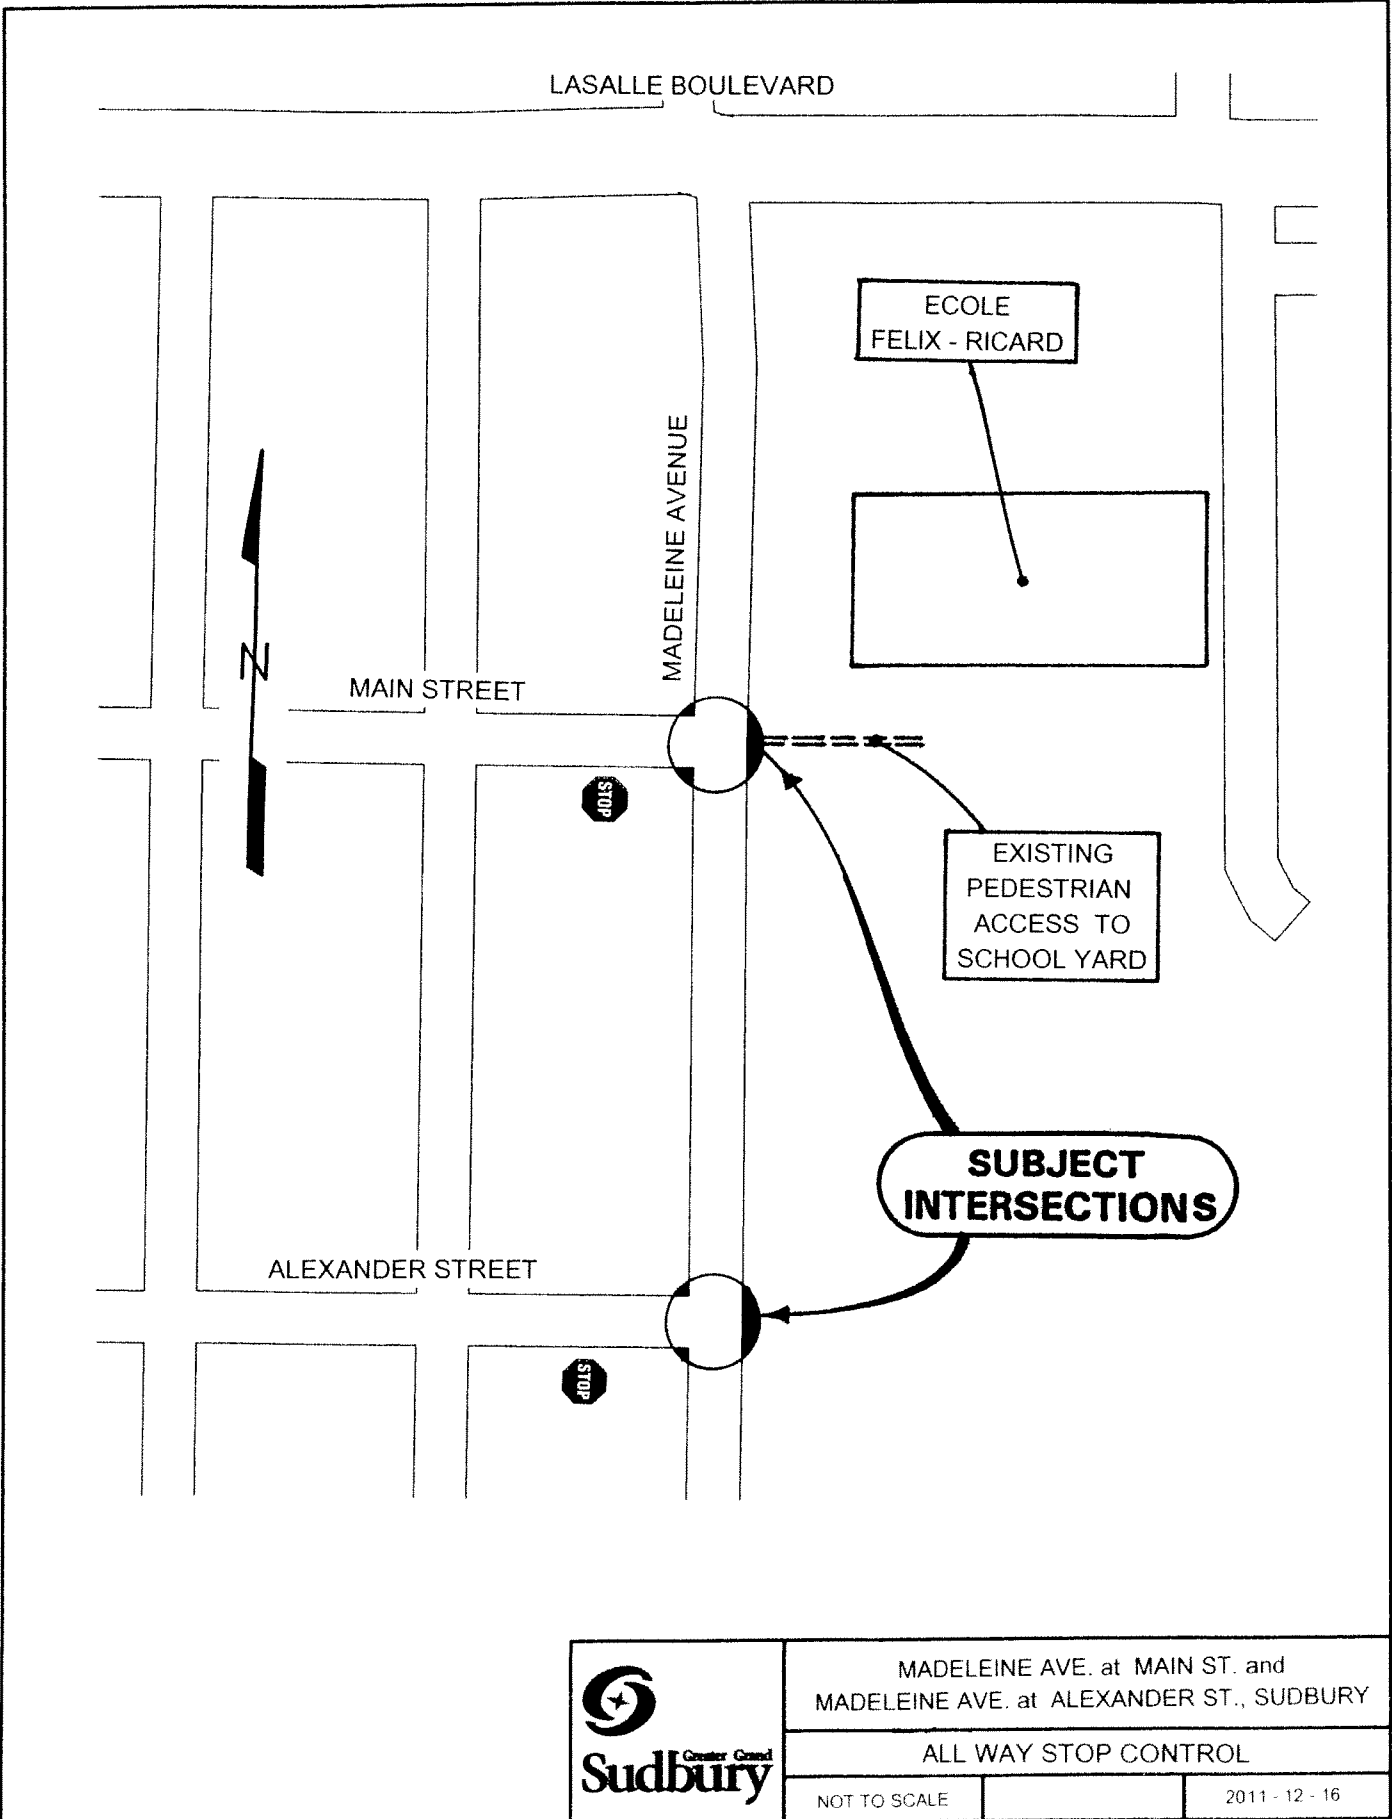 LASALLE BOULEVARD
ECOLE
FELIX - RICARD
MADELEINE AVENUE
N
MAIN STREET
STOP
EXISTING
PEDESTRIAN
ACCESS TO
SCHOOL YARD
SUBJECT
INTERSECTIONS
ALEXANDER STREET
STOP
Greater Grand
Sudbury
MADELEINE AVE. at MAIN ST. and
MADELEINE AVE. at ALEXANDER ST., SUDBURY
ALL WAY STOP CONTROL
NOT TO SCALE
2011 - 12 - 16